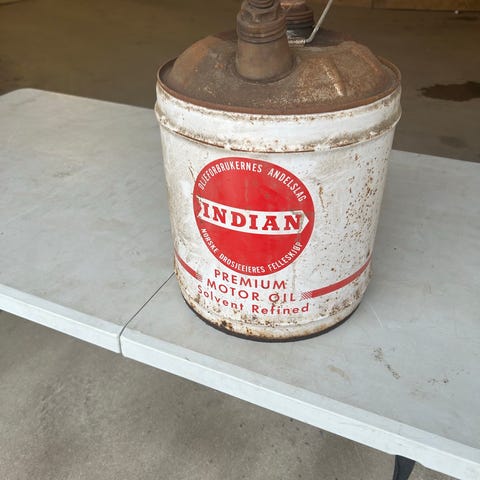 OLJEFORBRUKERNES ANDELSLAG
INDIAN
NORSKE DROSJEEIERES FELLESKJØP
PREMIUM
MOTOR OIL
Solvent Refined